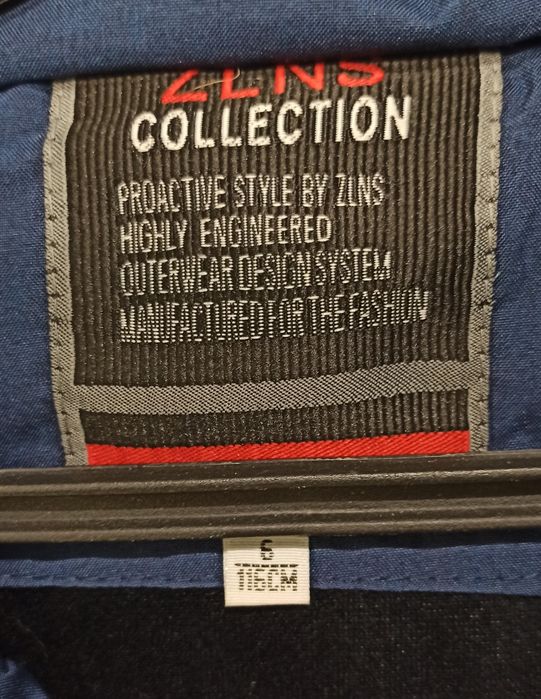 ZLNS
COLLECTION
PROACTIVE STYLE BY ZLNS
HIGHLY ENGINEERED
OUTERWEAR DESIGN SYSTEM
MANUFACTURED FOR THE FASHION
6
116CM